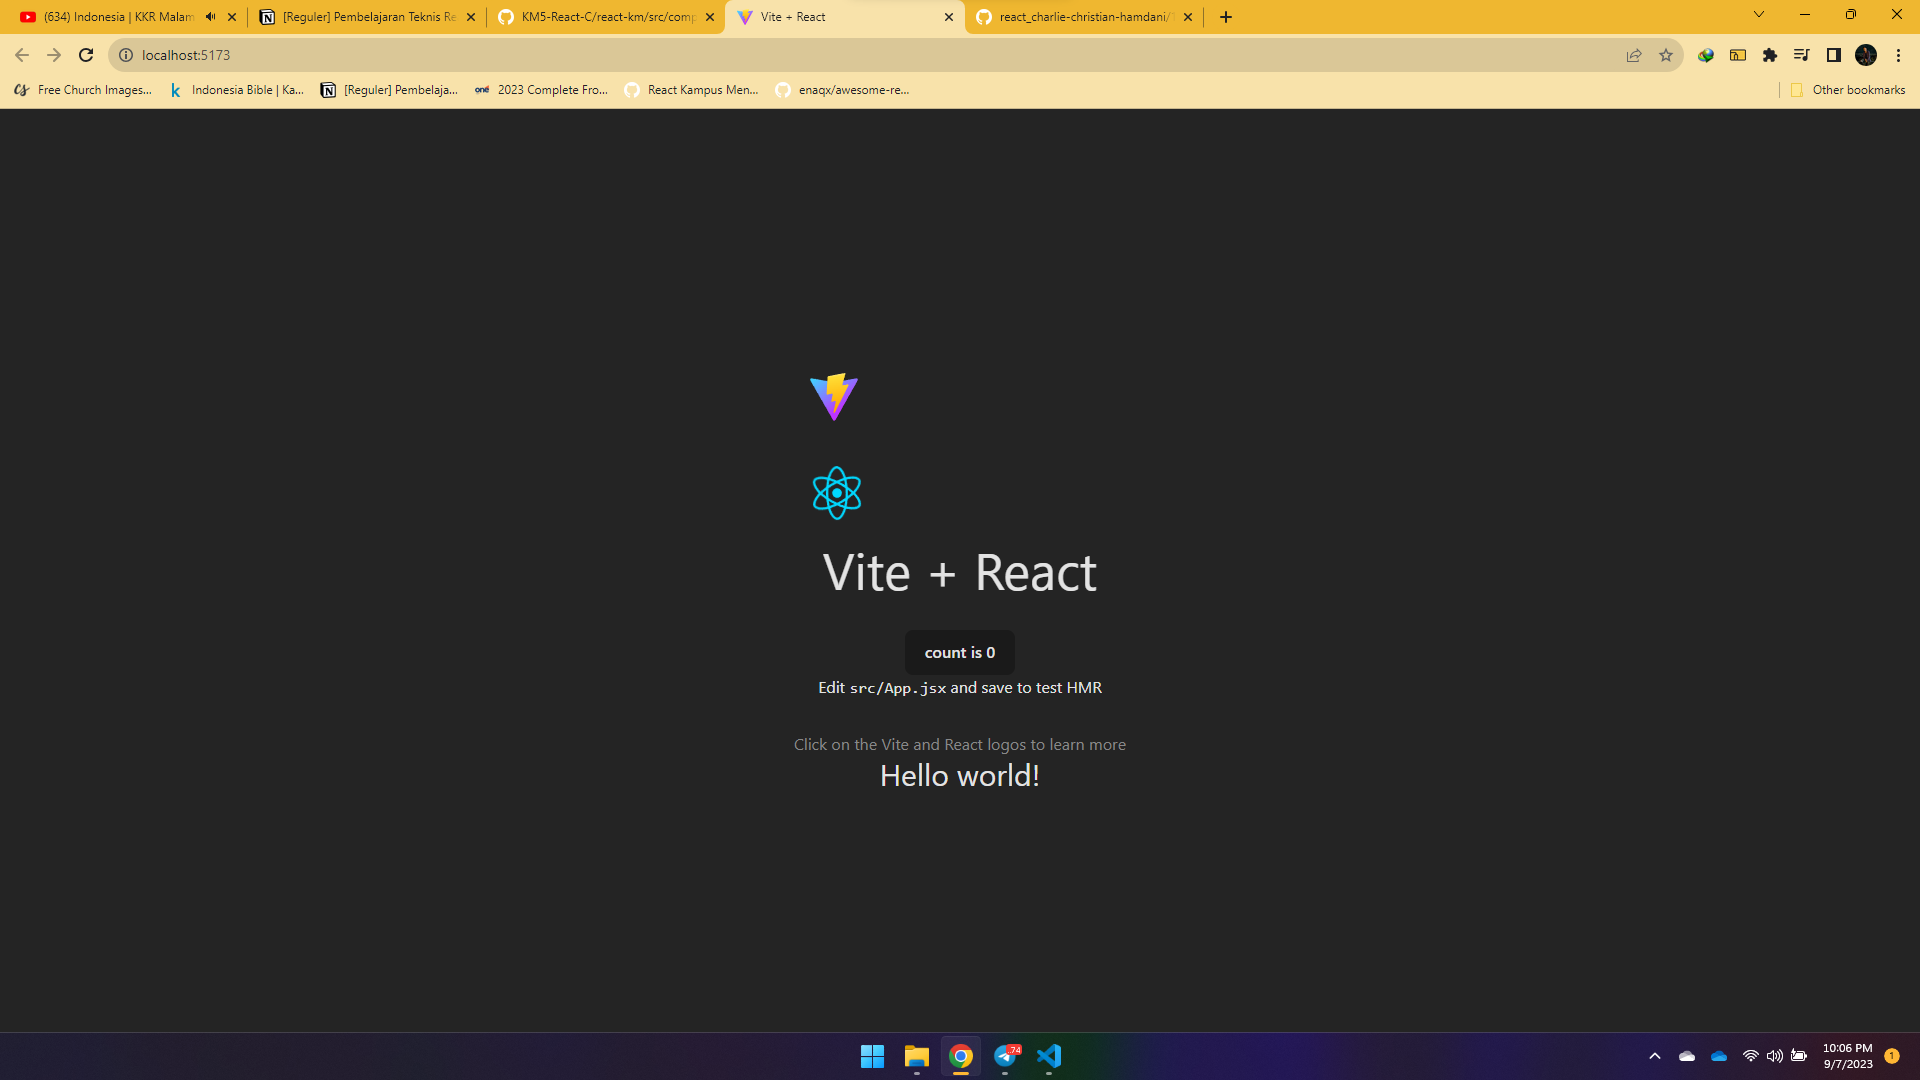 (634) Indonesia | KKR Malam
[Reguler] Pembelajaran Teknis Re
KM5-React-C/react-km/src/comp
Vite + React
react_charlie-christian-hamdani/
localhost:5173
Free Church Images...
Indonesia Bible | Ka...
[Reguler] Pembelaja...
one
2023 Complete Fro...
React Kampus Men...
enaqx/awesome-re...
Other bookmarks
Vite + React
count is 0
Edit src/App.jsx and save to test HMR
Click on the Vite and React logos to learn more
Hello world!
10:06 PM
9/7/2023
1